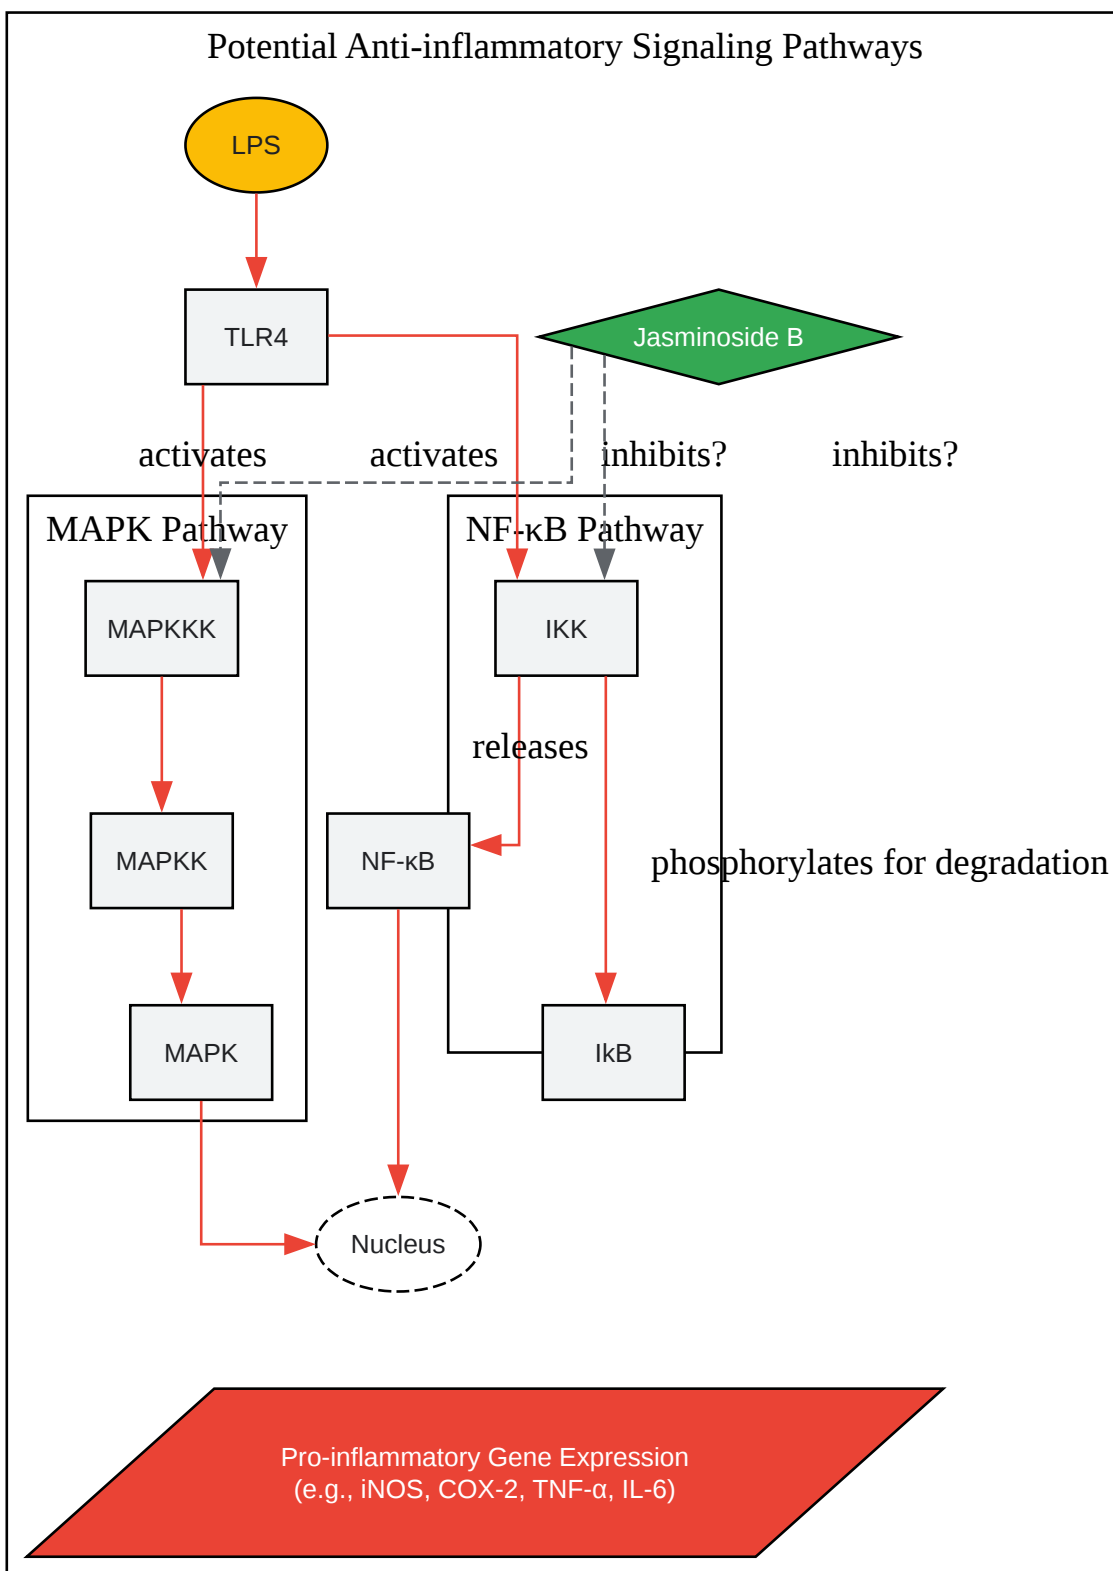 Potential Anti-inflammatory Signaling Pathways
LPS
TLR4
Jasminoside B
activates
activates
inhibits?
inhibits?
MAPK Pathway
NF-κB Pathway
MAPKKK
IKK
releases
MAPKK
NF-κB
phosphorylates for degradation
MAPK
IkB
Nucleus
Pro-inflammatory Gene Expression
(e.g., iNOS, COX-2, TNF-α, IL-6)